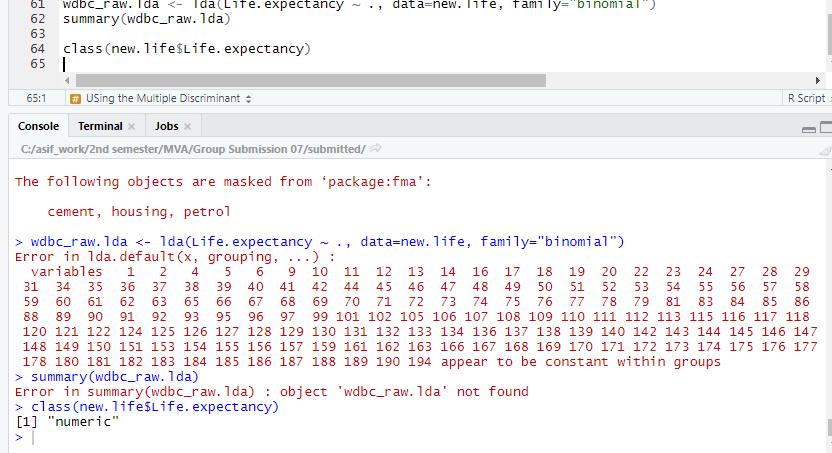 61 wdbc_raw.lda <- lda(Life.expectancy ~ ., data=new.life, family="binomial")
62 summary(wdbc_raw.lda)
63
64 class(new.life$Life.expectancy)
65
65:1 # USing the Multiple Discriminant R Script
Console Terminal × Jobs ×
C:/asif_work/2nd semester/MVA/Group Submission 07/submitted/
The following objects are masked from ‘package:fma’:
cement, housing, petrol
> wdbc_raw.lda <- lda(Life.expectancy ~ ., data=new.life, family="binomial")
Error in lda.default(x, grouping, ...) :
variables 1 2 4 5 6 9 10 11 12 13 14 16 17 18 19 20 22 23 24 27 28 29
31 34 35 36 37 38 39 40 41 42 44 45 46 47 48 49 50 51 52 53 54 55 56 57 58
59 60 61 62 63 65 66 67 68 69 70 71 72 73 74 75 76 77 78 79 81 83 84 85 86
88 89 90 91 92 93 95 96 97 99 101 102 105 106 107 108 109 110 111 112 113 115 116 117 118
120 121 122 124 125 126 127 128 129 130 131 132 133 134 136 137 138 139 140 142 143 144 145 146 147
148 149 150 151 153 154 155 156 157 159 161 162 163 166 167 168 169 170 171 172 173 174 175 176 177
178 180 181 182 183 184 185 186 187 188 189 190 194 appear to be constant within groups
> summary(wdbc_raw.lda)
Error in summary(wdbc_raw.lda) : object 'wdbc_raw.lda' not found
> class(new.life$Life.expectancy)
[1] "numeric"
>